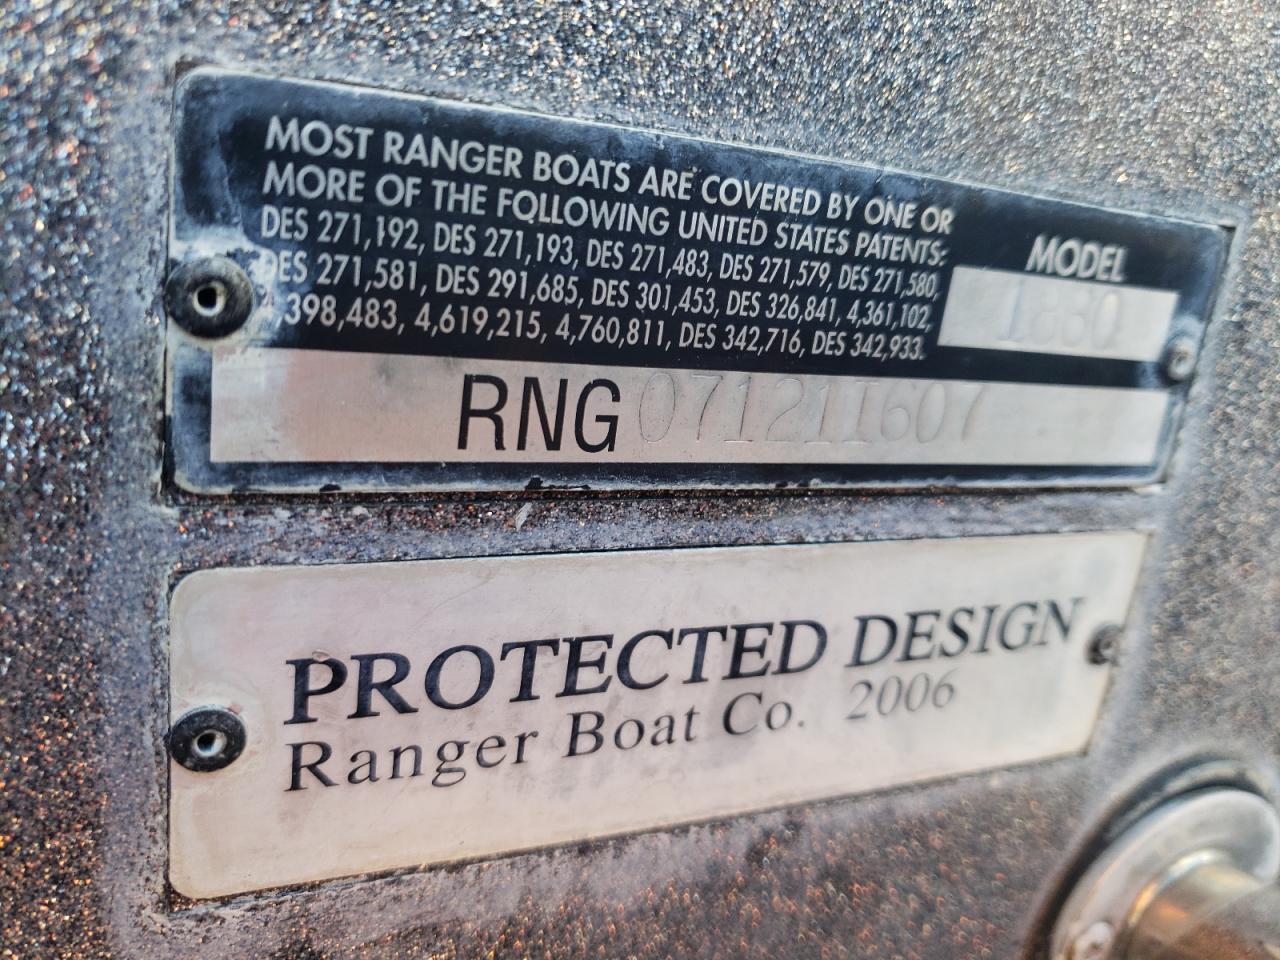 MOST RANGER BOATS ARE COVERED BY ONE OR
MORE OF THE FOLLOWING UNITED STATES PATENTS:
DES 271,192, DES 271,193, DES 271,483, DES 271,579, DES 271,580,
DES 271,581, DES 291,685, DES 301,453, DES 326,841, 4,361,102,
,398,483, 4,619,215, 4,760,811, DES 342,716, DES 342,933.
MODEL
RNG07121I607
PROTECTED DESIGN
Ranger Boat Co. 2006